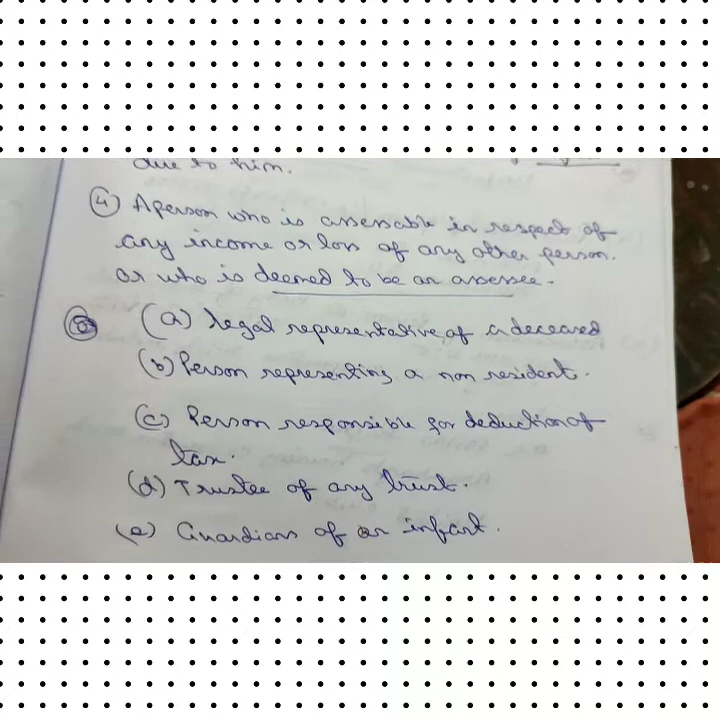 due to him.
(4) A person who is assessable in respect of
any income or loss of any other person.
or who is deemed to be an assessee.
(a) legal representative of a deceased
(b) Person representing a non resident.
(c) Person responsible for deduction of
tax.
(d) Trustee of any trust.
(e) Guardians of an infant.